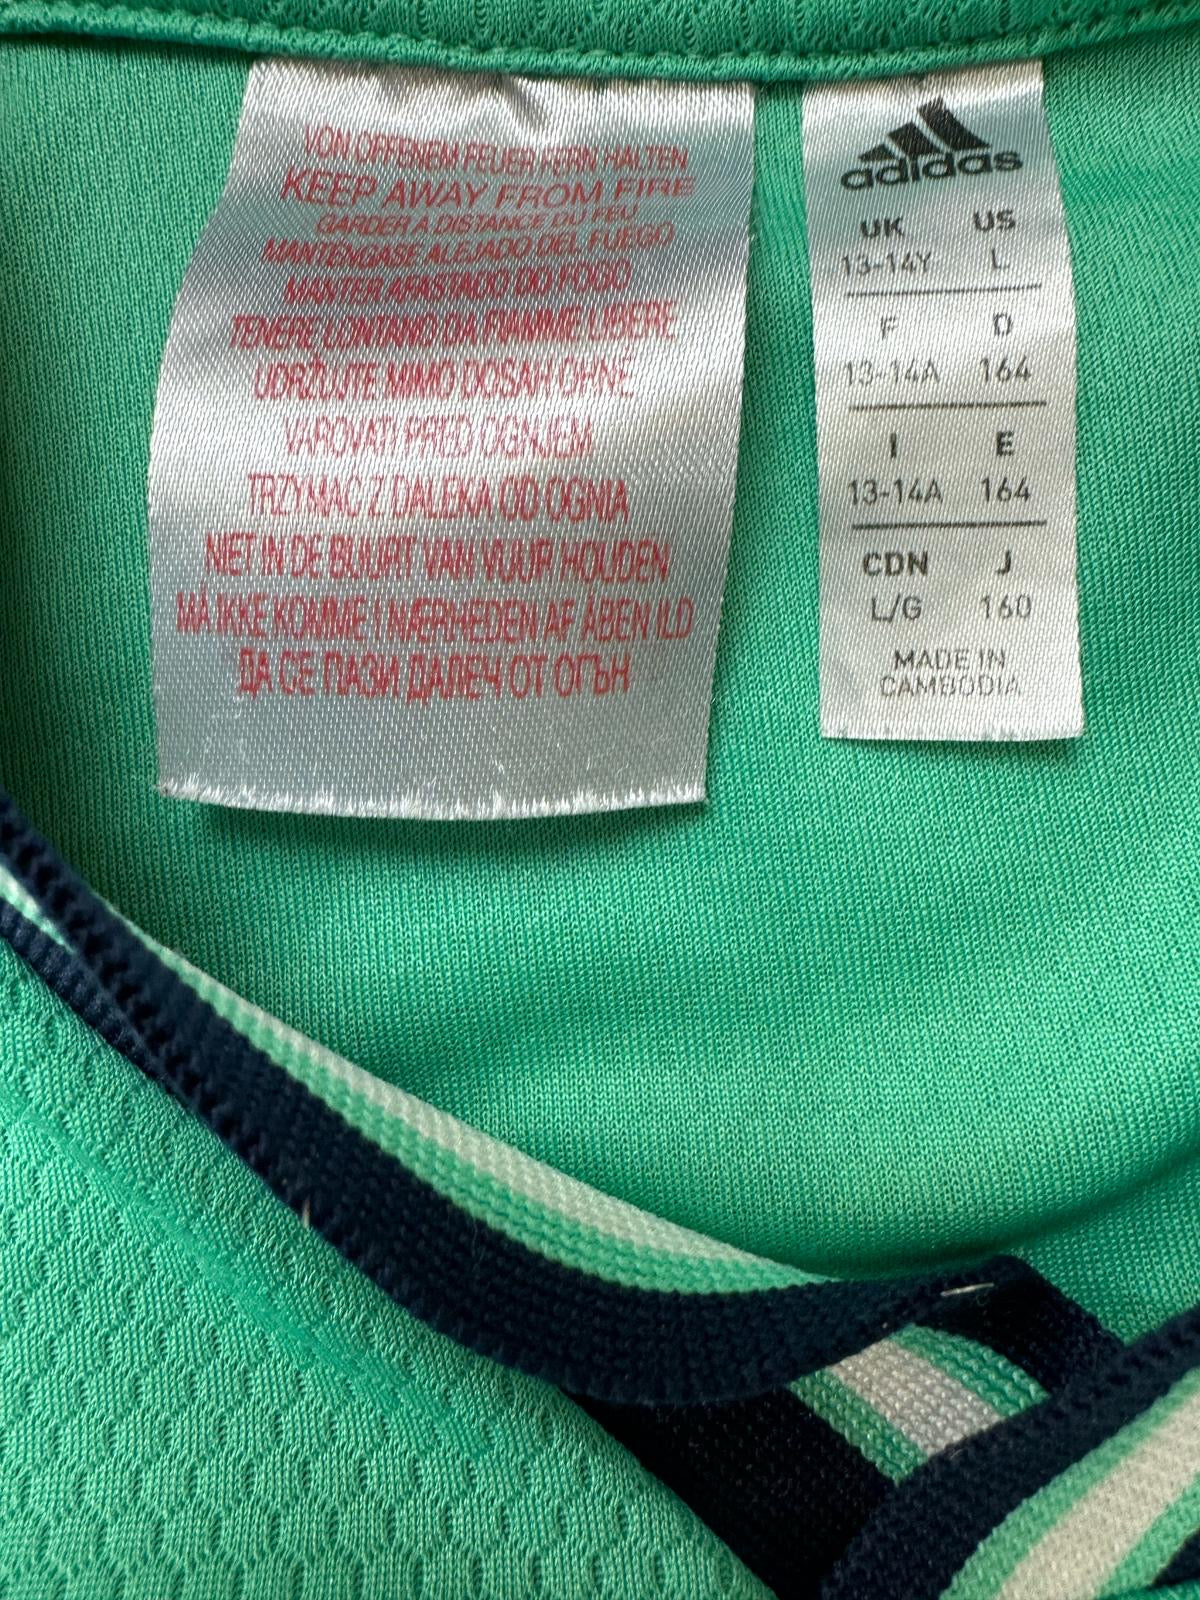 VON OFFENEM FEUER FERN HALTEN
KEEP AWAY FROM FIRE
GARDER À DISTANCE DU FEU
MANTÉNGASE ALEJADO DEL FUEGO
MANTER AFASTADO DO FOGO
TENERE LONTANO DA FIAMME LIBERE
UDRŽUJTE MIMO DOSAH OHNĚ
VAROVATI PRED OGNJEM
TRZYMAĆ Z DALEKA OD OGNIA
NIET IN DE BUURT VAN VUUR HOUDEN
MÅ IKKE KOMME I NÆRHEDEN AF ÅBEN ILD
ДА СЕ ПАЗИ ДАЛЕЧ ОТ ОГЪН
adidas
UK US
13-14Y L
F D
13-14A 164
I E
13-14A 164
CDN J
L/G 160
MADE IN
CAMBODIA